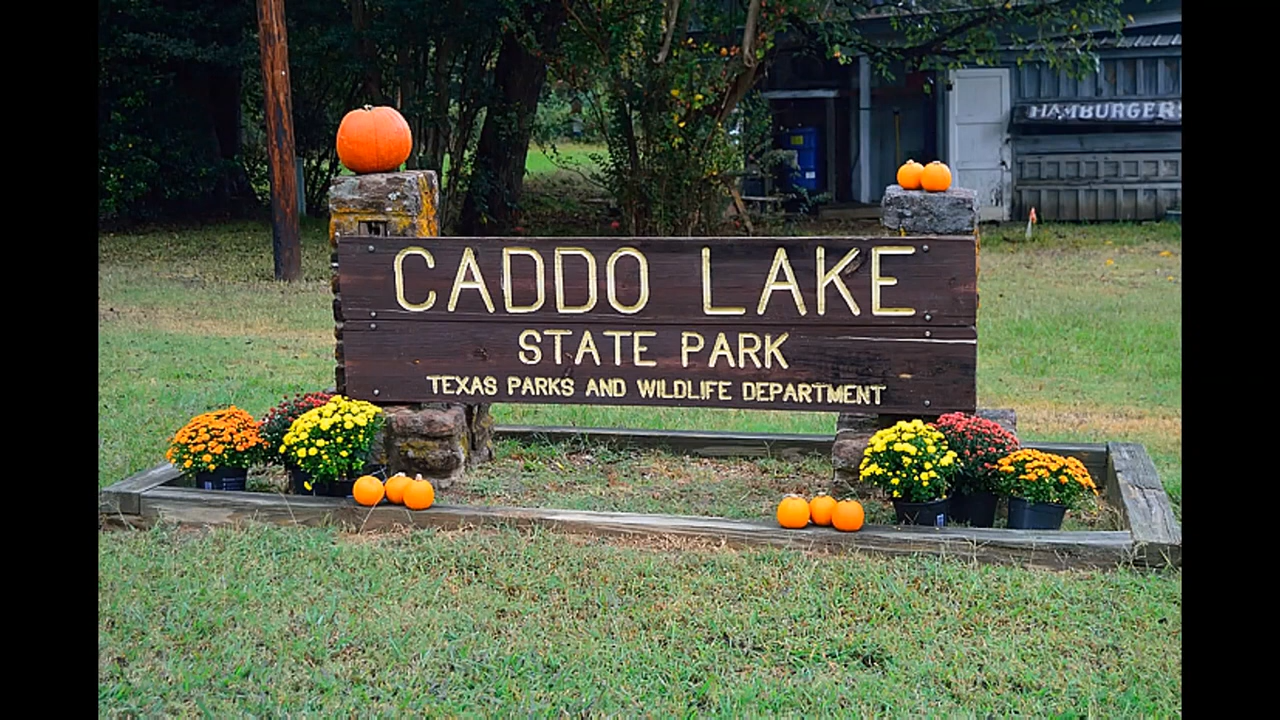 HAMBURGERS
CADDO LAKE
STATE PARK
TEXAS PARKS AND WILDLIFE DEPARTMENT